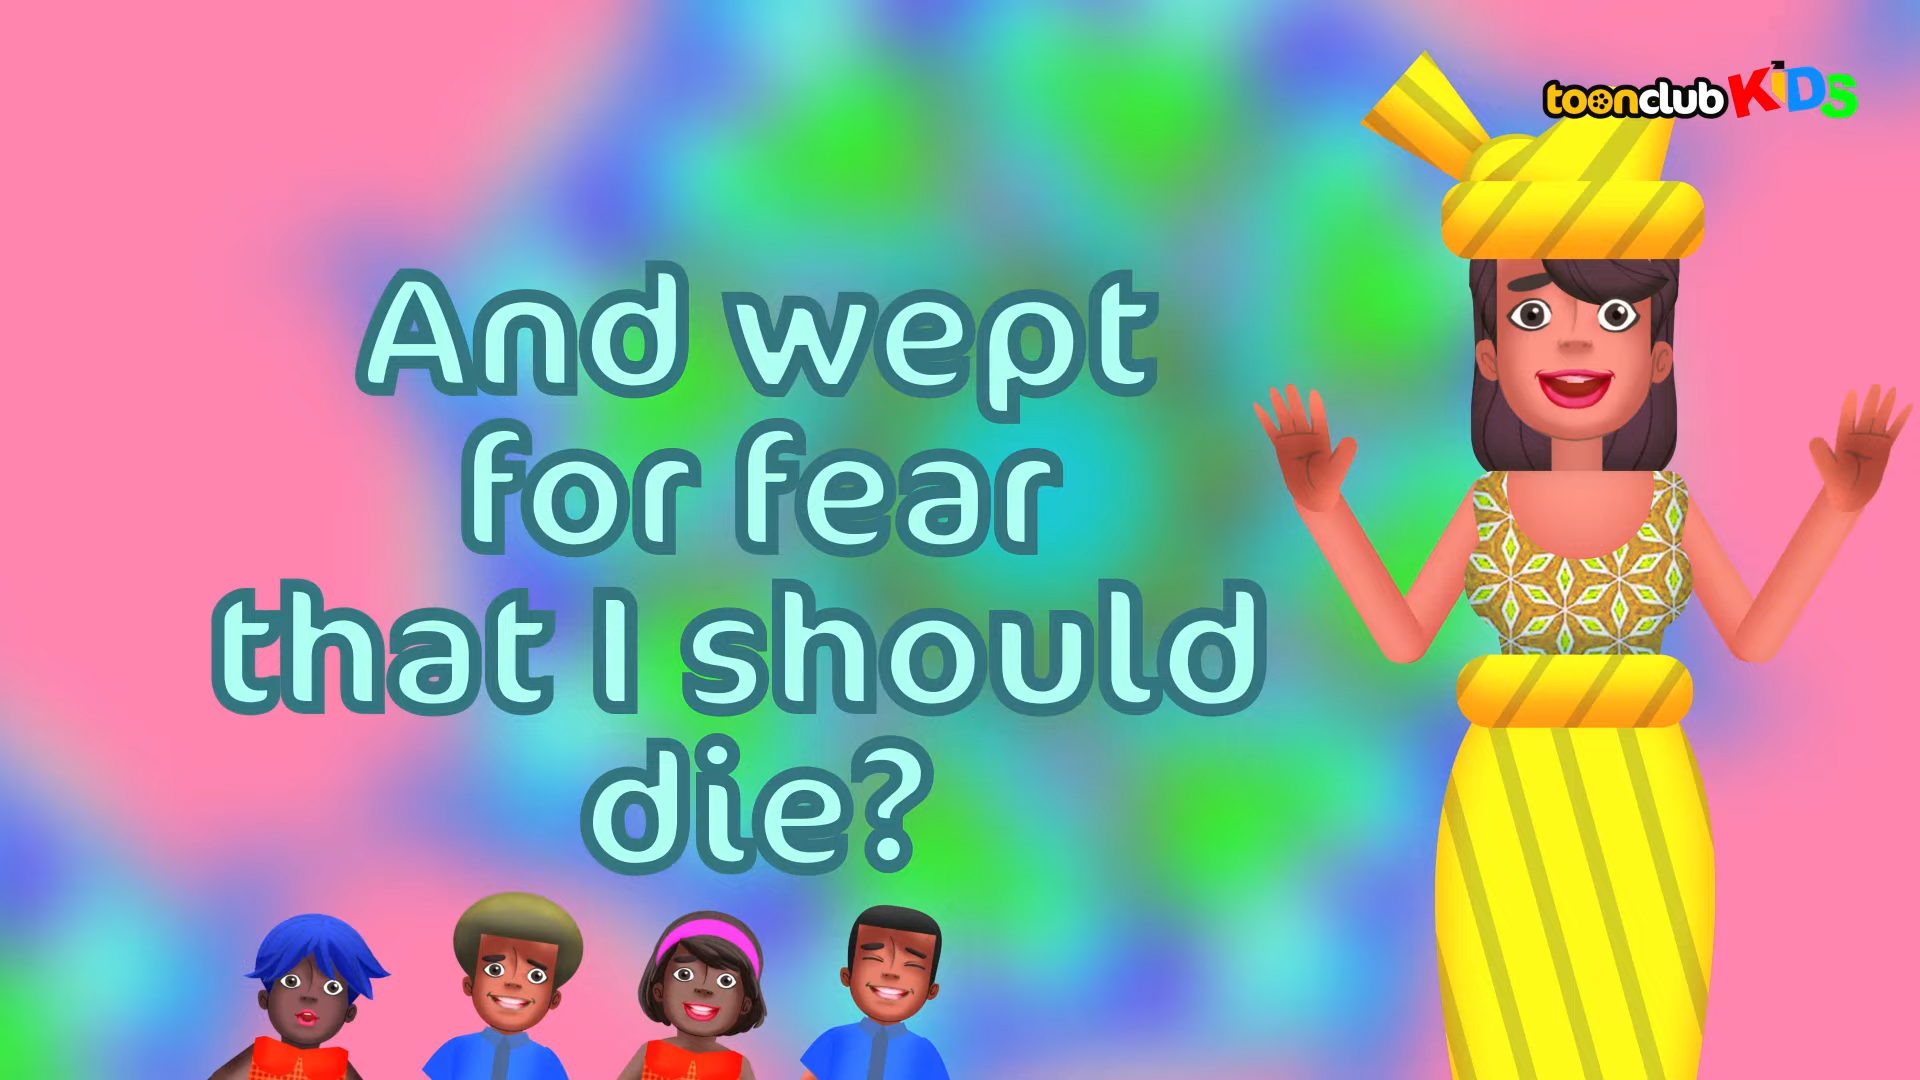 toonclub KiDS
And wept
for fear
that I should
die?